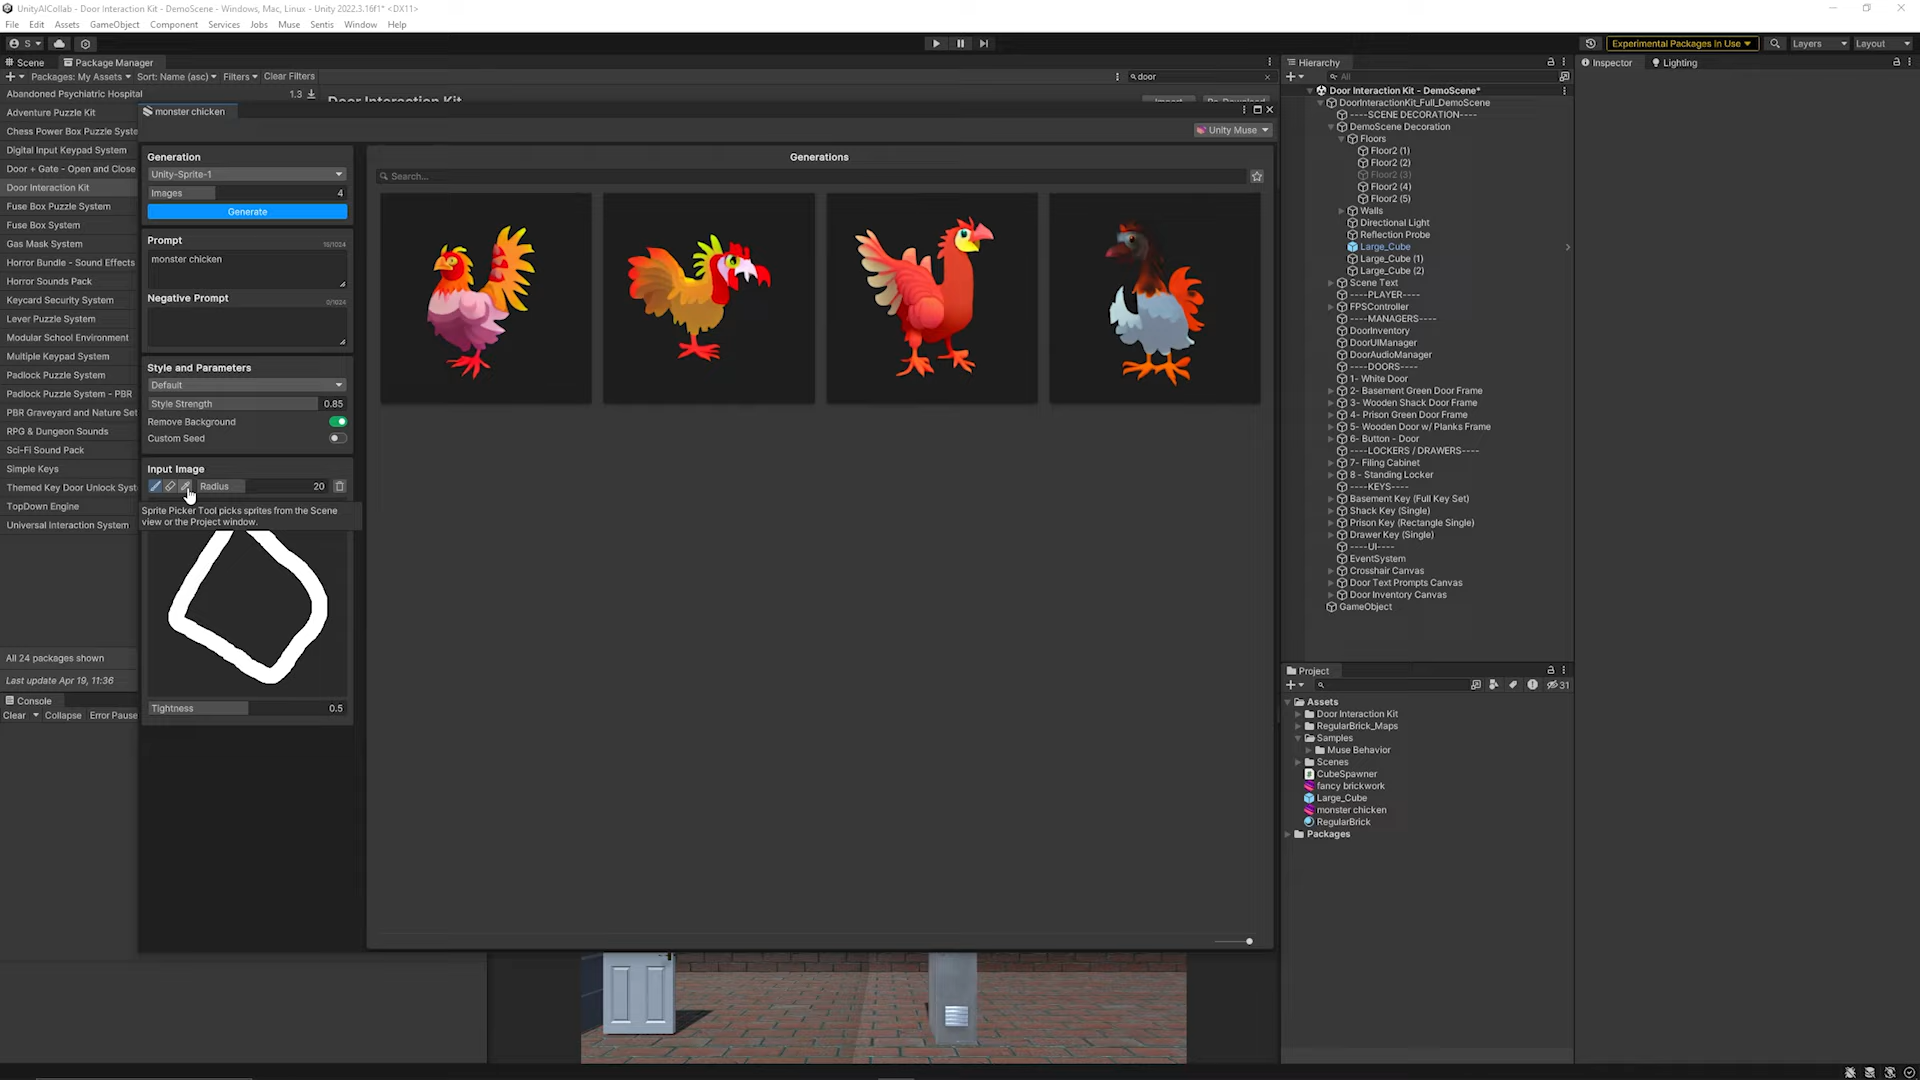 UnityAICollab - Door Interaction Kit - DemoScene - Windows, Mac, Linux - Unity 2022.3.16f1* <DX11>
File Edit Assets GameObject Component Services Jobs Muse Sentis Window Help
S Experimental Packages In Use Layers Layout
Scene Package Manager
Packages: My Assets Sort: Name (asc) Filters Clear Filters door
Abandoned Psychiatric Hospital 1.3
Adventure Puzzle Kit
Chess Power Box Puzzle Syste
Digital Input Keypad System
Door + Gate - Open and Close
Door Interaction Kit
Fuse Box Puzzle System
Fuse Box System
Gas Mask System
Horror Bundle - Sound Effects
Horror Sounds Pack
Keycard Security System
Lever Puzzle System
Modular School Environment
Multiple Keypad System
Padlock Puzzle System
Padlock Puzzle System - PBR
PBR Graveyard and Nature Set
RPG & Dungeon Sounds
Sci-Fi Sound Pack
Simple Keys
Themed Key Door Unlock Syst
TopDown Engine
Universal Interaction System
All 24 packages shown
Last update Apr 19, 11:36
Console
Clear Collapse Error Pause
Door Interaction Kit
Import Re-Download
monster chicken
Unity Muse
Generation
Unity-Sprite-1
Images 4
Generate
Prompt 15/1024
monster chicken
Negative Prompt 0/1024
Style and Parameters
Default
Style Strength 0.85
Remove Background
Custom Seed
Input Image
Radius 20
Sprite Picker Tool picks sprites from the Scene
view or the Project window.
Tightness 0.5
Generations
Search...
Hierarchy
All
Door Interaction Kit - DemoScene*
DoorInteractionKit_Full_DemoScene
----SCENE DECORATION----
DemoScene Decoration
Floors
Floor2 (1)
Floor2 (2)
Floor2 (3)
Floor2 (4)
Floor2 (5)
Walls
Directional Light
Reflection Probe
Large_Cube
Large_Cube (1)
Large_Cube (2)
Scene Text
----PLAYER----
FPSController
----MANAGERS----
DoorInventory
DoorUIManager
DoorAudioManager
----DOORS----
1- White Door
2- Basement Green Door Frame
3- Wooden Shack Door Frame
4- Prison Green Door Frame
5- Wooden Door w/ Planks Frame
6- Button - Door
----LOCKERS / DRAWERS----
7- Filing Cabinet
8 - Standing Locker
----KEYS----
Basement Key (Full Key Set)
Shack Key (Single)
Prison Key (Rectangle Single)
Drawer Key (Single)
----UI----
EventSystem
Crosshair Canvas
Door Text Prompts Canvas
Door Inventory Canvas
GameObject
Project
31
Assets
Door Interaction Kit
RegularBrick_Maps
Samples
Muse Behavior
Scenes
CubeSpawner
fancy brickwork
Large_Cube
monster chicken
RegularBrick
Packages
Inspector Lighting